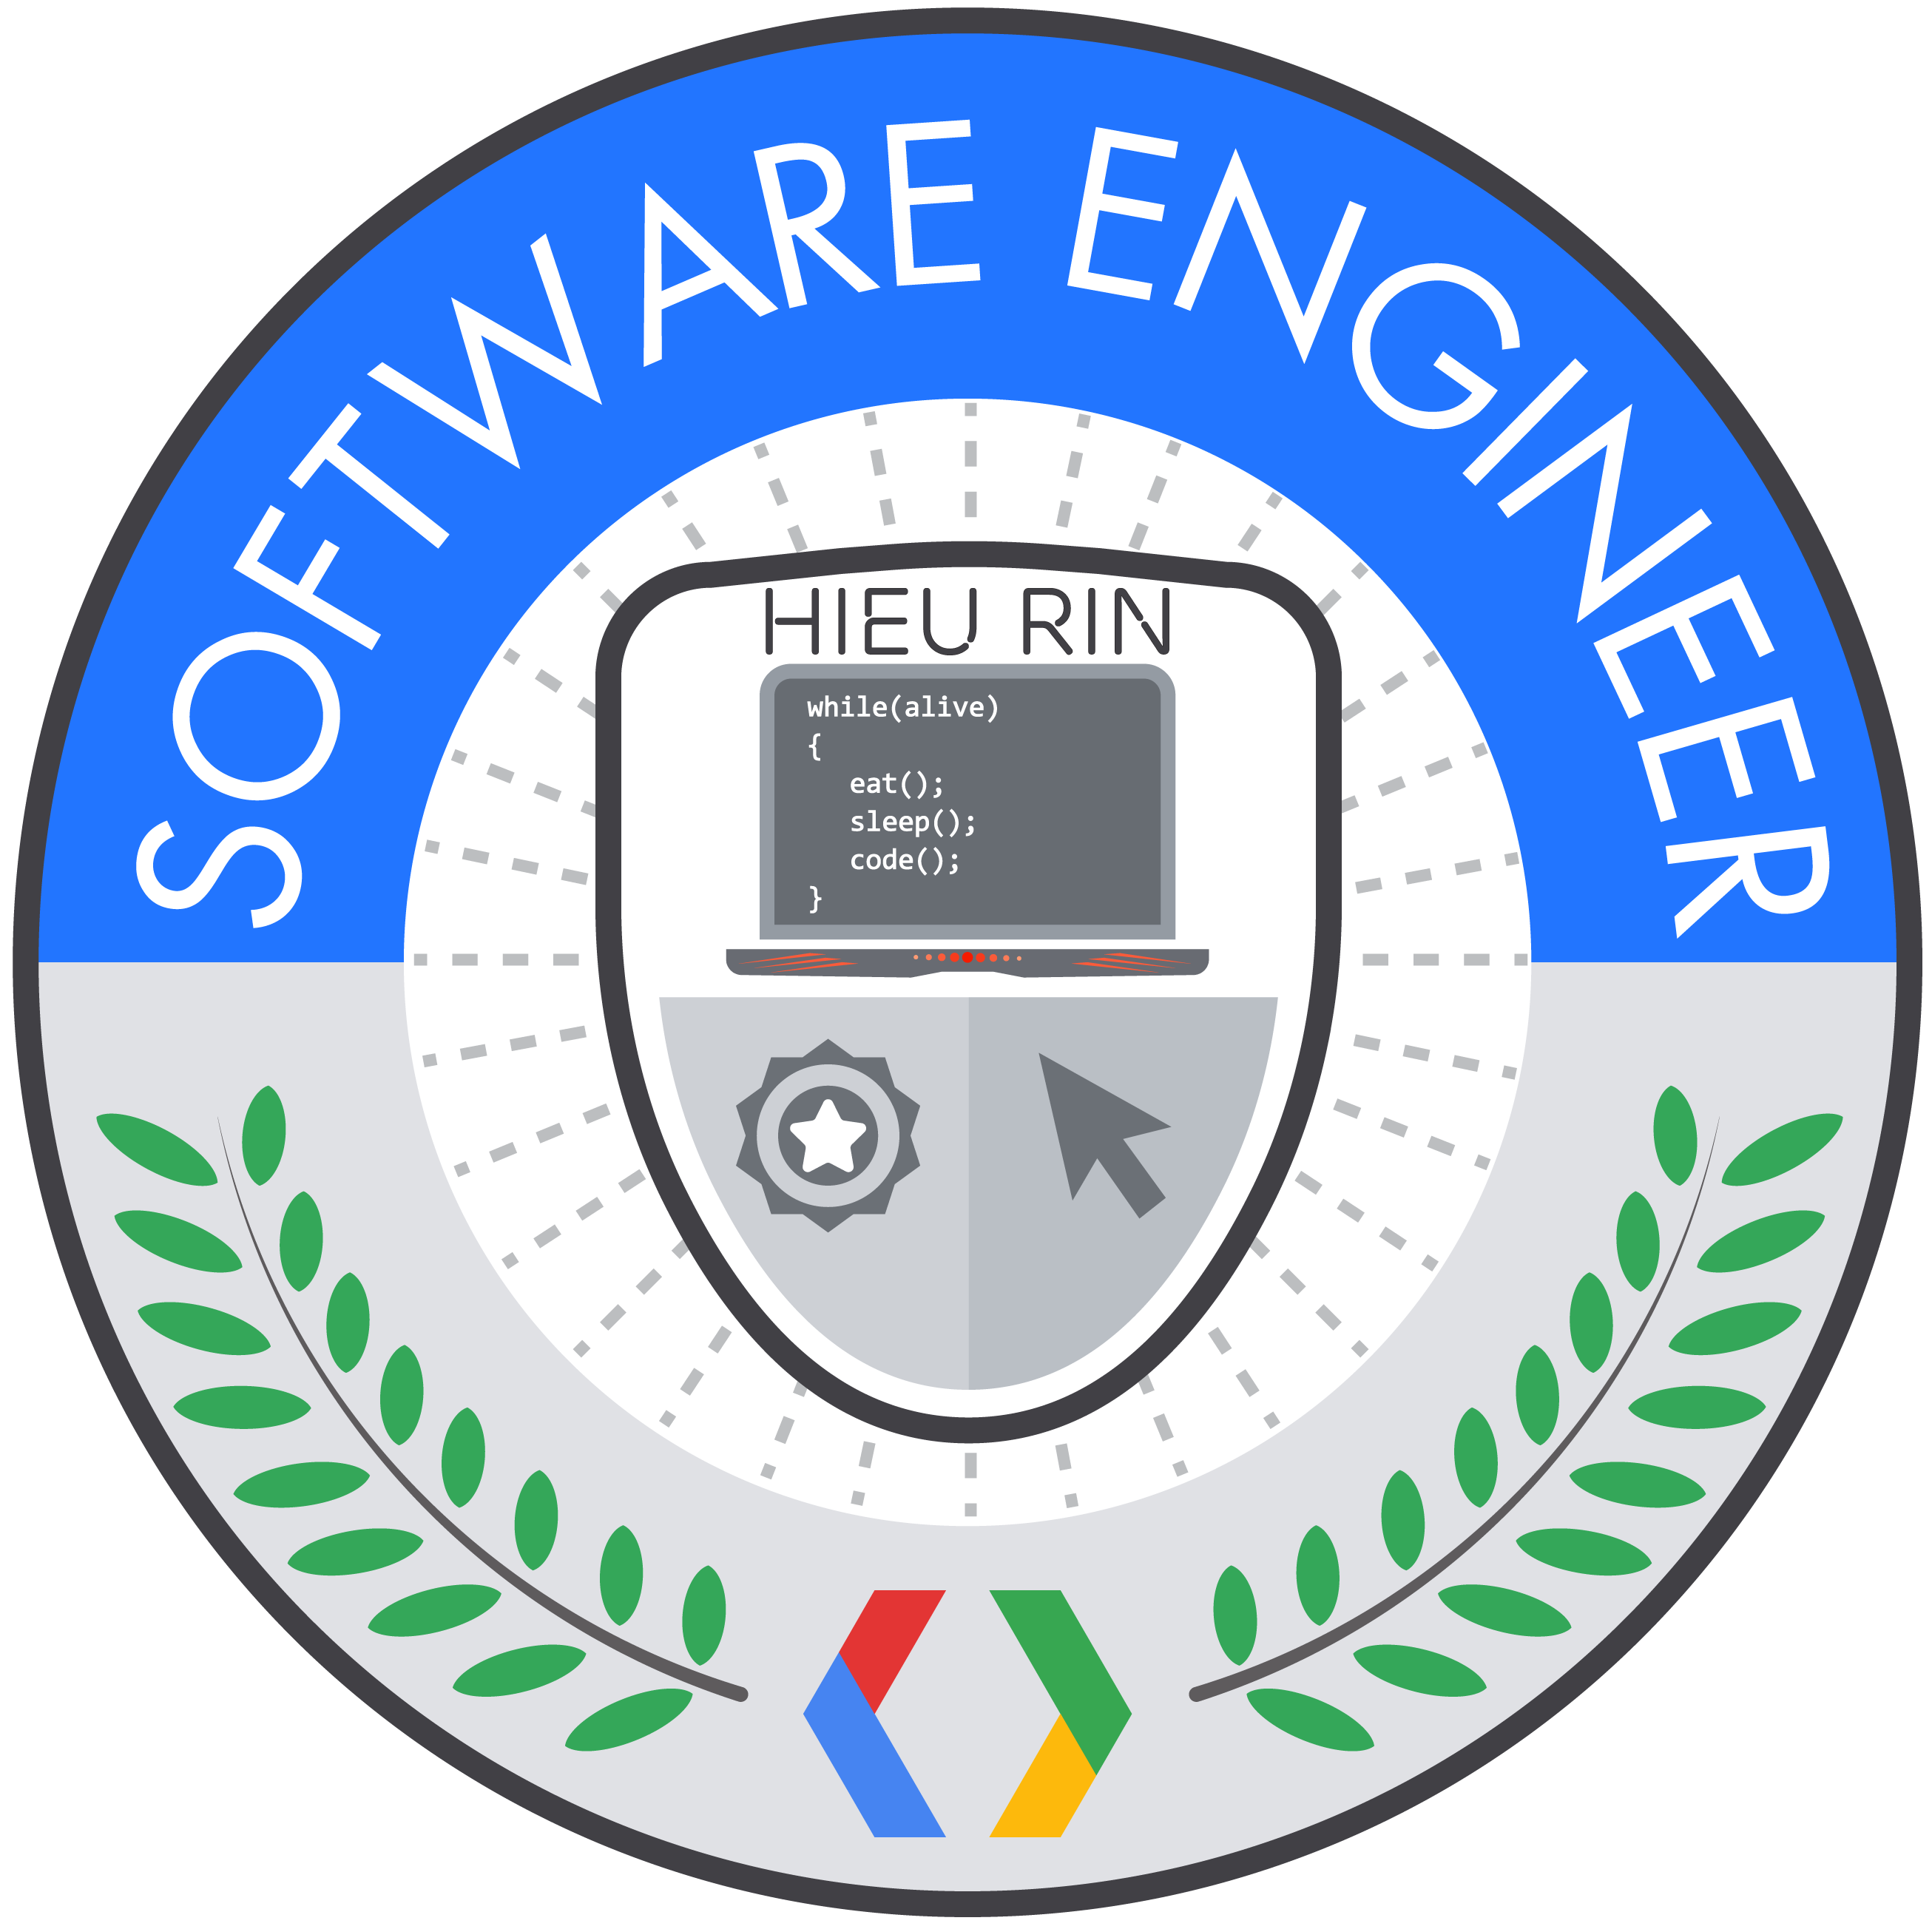 SOFTWARE ENGINEER
HIEU RIN
while(alive)
{
eat();
sleep();
code();
}